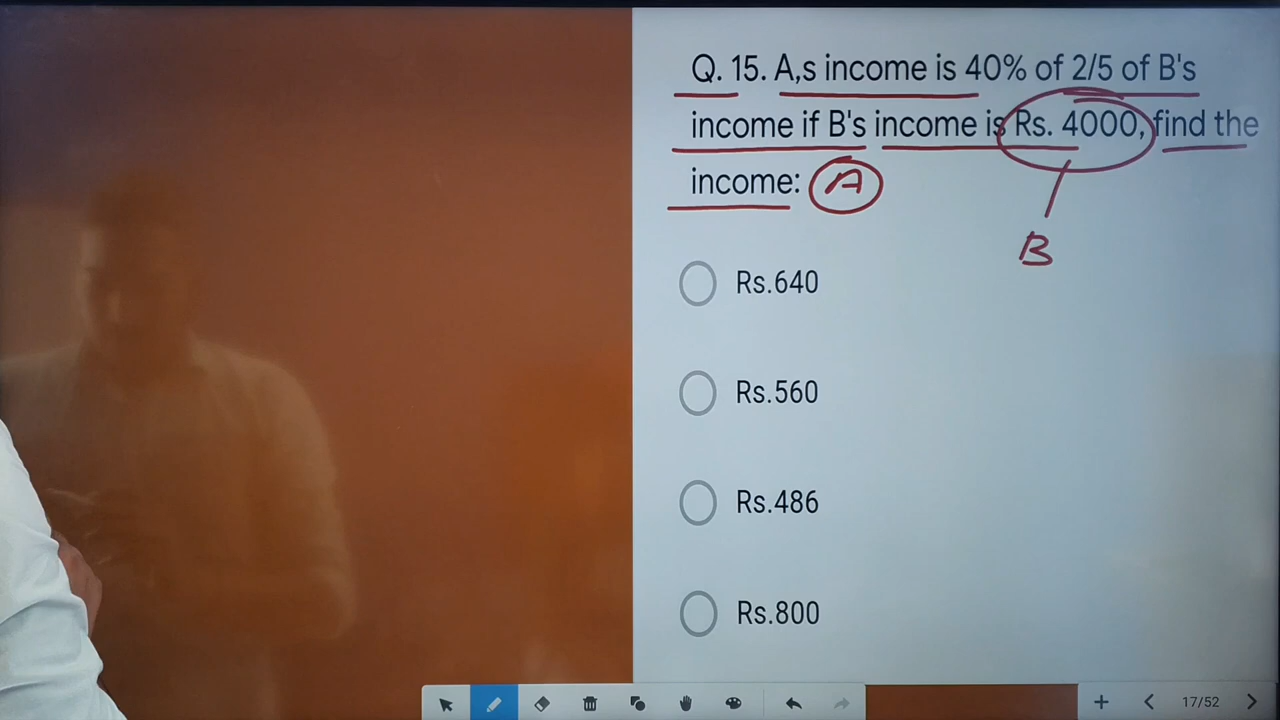 Q. 15. A,s income is 40% of 2/5 of B's
income if B's income is Rs. 4000, find the
income: A
B
Rs.640
Rs.560
Rs.486
Rs.800
17/52